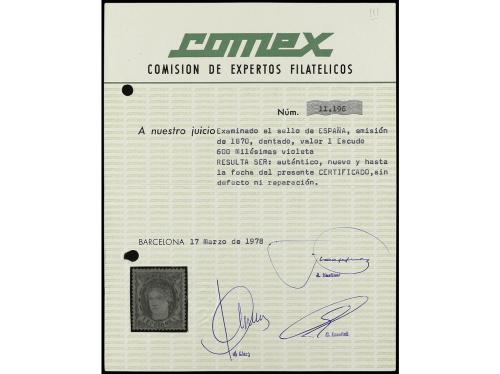 comex
COMISION DE EXPERTOS FILATELICOS
Núm. 11.196
A nuestro juicio Examinado el sello de ESPAÑA, emisión
de 1870, dentado, valor 1 Escudo
600 Milésimas violeta
RESULTA SER: auténtico, nuevo y hasta
la fecha del presente CERTIFICADO, sin
defecto ni reparación.
BARCELONA 17 marzo de 1978